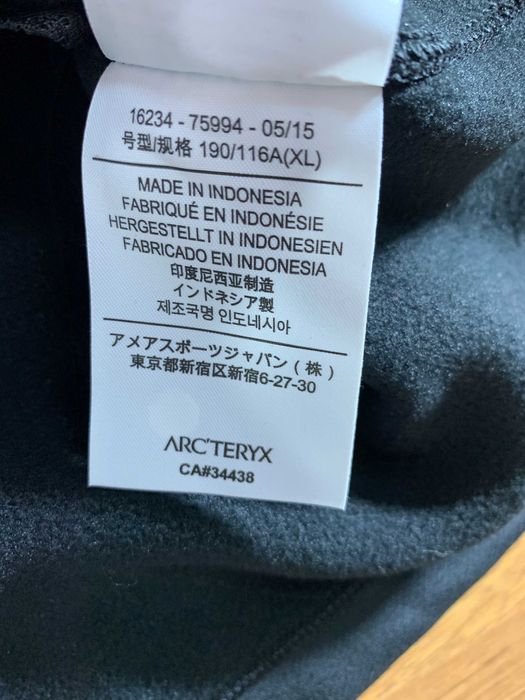 16234 - 75994 - 05/15
号型/规格 190/116A(XL)
MADE IN INDONESIA
FABRIQUÉ EN INDONÉSIE
HERGESTELLT IN INDONESIEN
FABRICADO EN INDONESIA
印度尼西亚制造
インドネシア製
제조국명 인도네시아
アメアスポーツジャパン（株）
東京都新宿区新宿6-27-30
ARC'TERYX
CA#34438